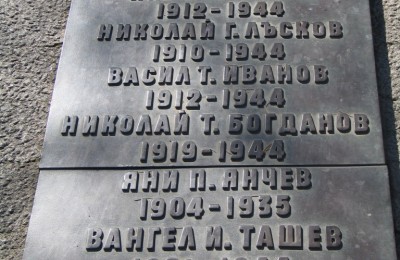 1912-1944
НИКОЛАЙ Г. ЛЪСКОВ
1910-1944
ВАСИЛ Т. ИВАНОВ
1912-1944
НИКОЛАЙ Т. БОГДАНОВ
1919-1944
ЯНИ П. ЯНЧЕВ
1904-1935
ВАНГЕЛ И. ТАШЕВ